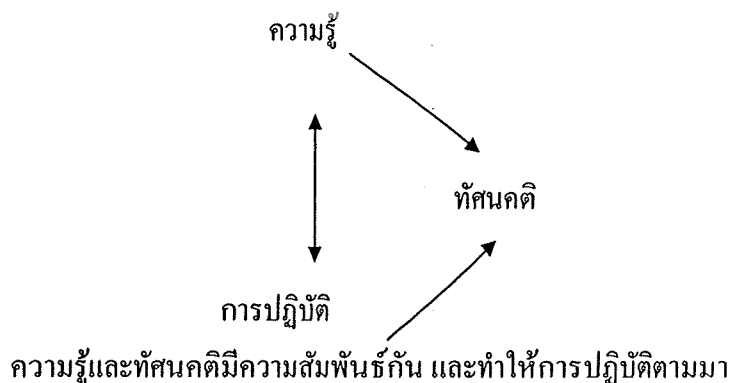 ความรู้
ทัศนคติ
การปฏิบัติ
ความรู้และทัศนคติมีความสัมพันธ์กัน และทำให้การปฏิบัติตามมา